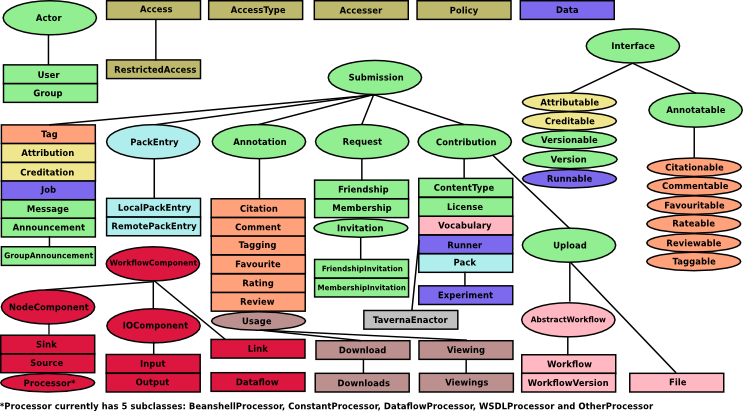 Actor
Access
AccessType
Accesser
Policy
Data
Interface
User
Group
RestrictedAccess
Submission
Attributable
Creditable
Versionable
Version
Runnable
Annotatable
Tag
Attribution
Creditation
Job
Message
Announcement
GroupAnnouncement
PackEntry
LocalPackEntry
RemotePackEntry
Annotation
Citation
Comment
Tagging
Favourite
Rating
Review
Usage
Request
Friendship
Membership
Invitation
FriendshipInvitation
MembershipInvitation
Contribution
ContentType
License
Vocabulary
Runner
Pack
Experiment
Citationable
Commentable
Favouritable
Rateable
Reviewable
Taggable
Upload
WorkflowComponent
NodeComponent
Sink
Source
Processor*
IOComponent
Input
Output
Link
Dataflow
TavernaEnactor
Download
Downloads
Viewing
Viewings
AbstractWorkflow
Workflow
WorkflowVersion
File
*Processor currently has 5 subclasses: BeanshellProcessor, ConstantProcessor, DataflowProcessor, WSDLProcessor and OtherProcessor